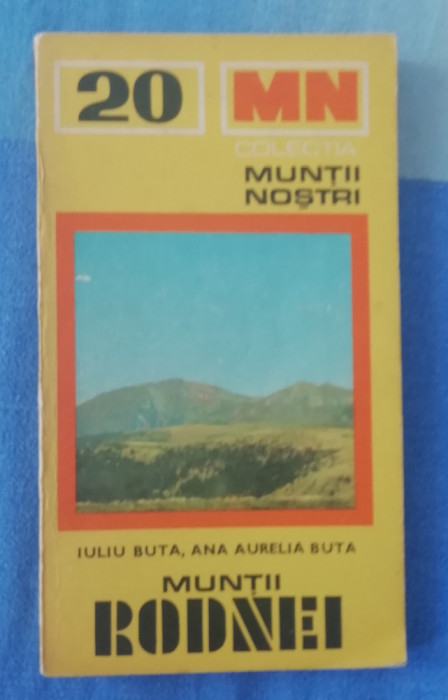 20 MN
COLECȚIA
MUNȚII
NOȘTRI
IULIU BUTA, ANA AURELIA BUTA
MUNȚII
RODNEI